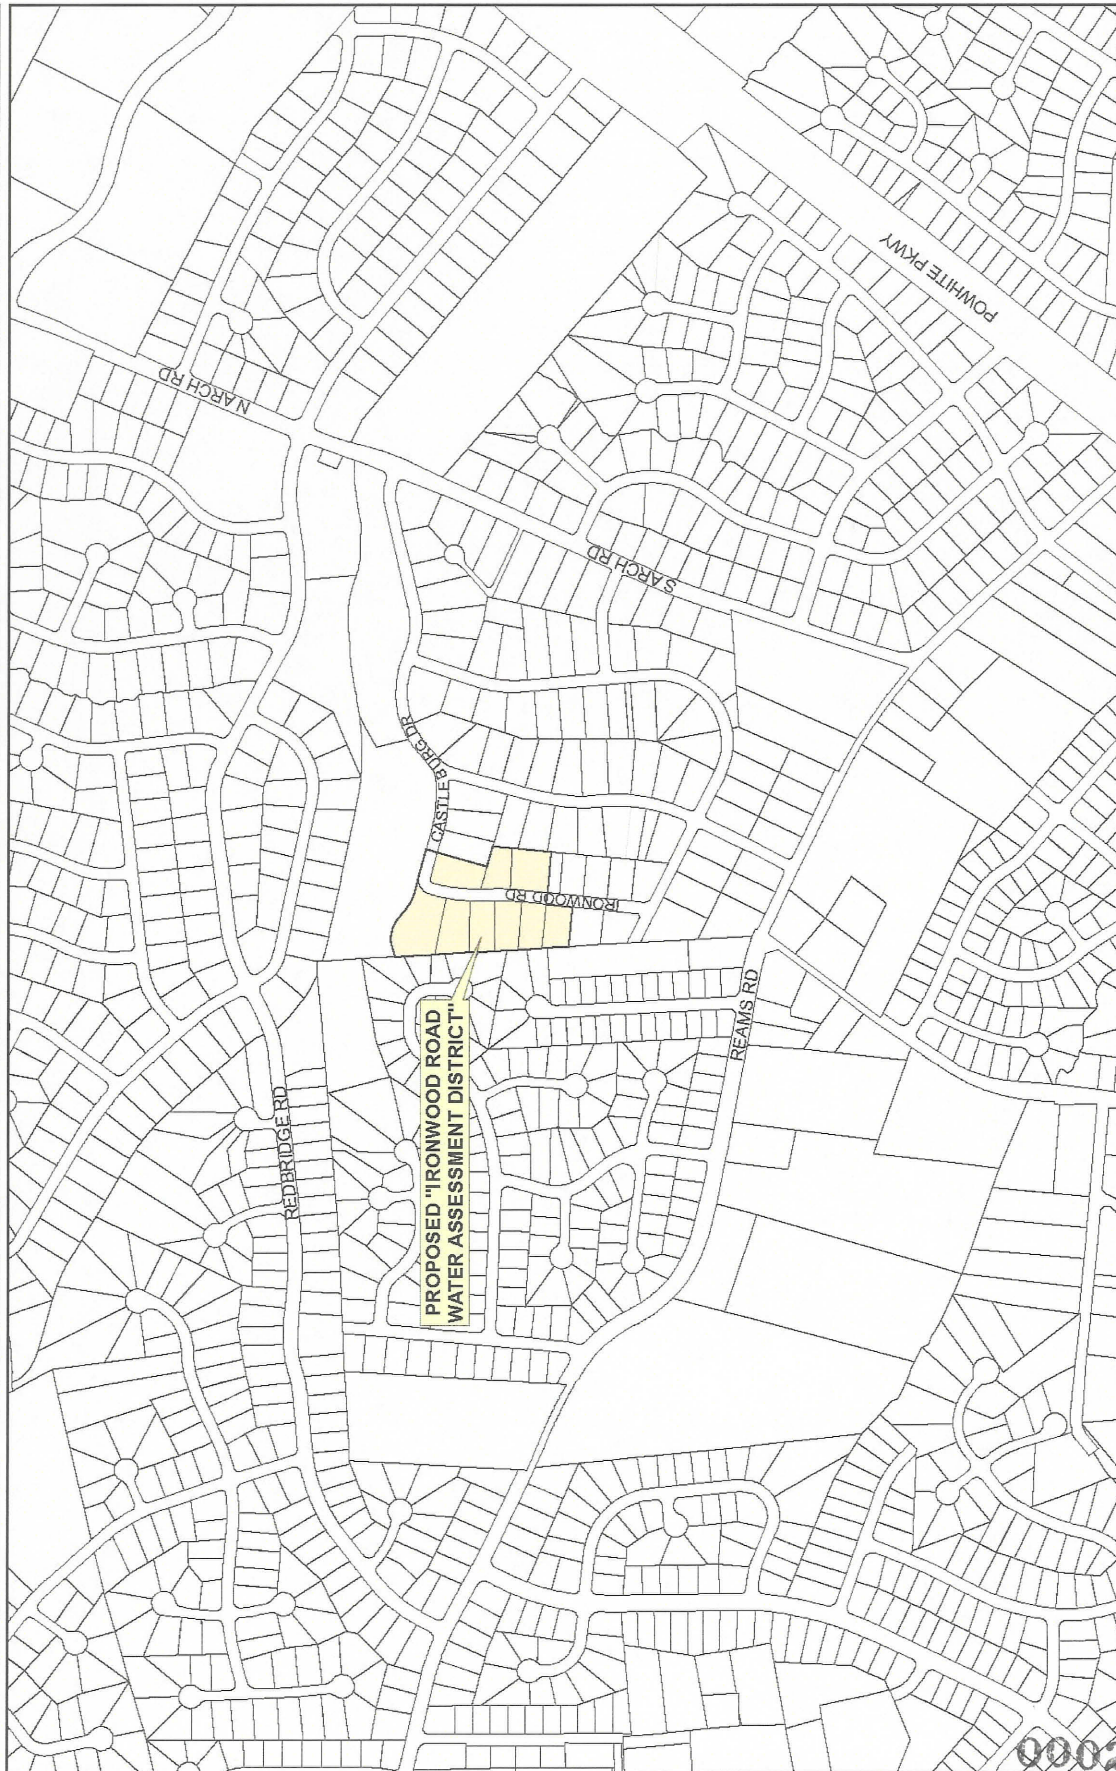 N ARCH RD
POWHITE PKWY
S ARCH RD
CASTLEBURG DR
IRONWOOD RD
REDBRIDGE RD
PROPOSED "IRONWOOD ROAD
WATER ASSESSMENT DISTRICT"
REAMS RD
0002